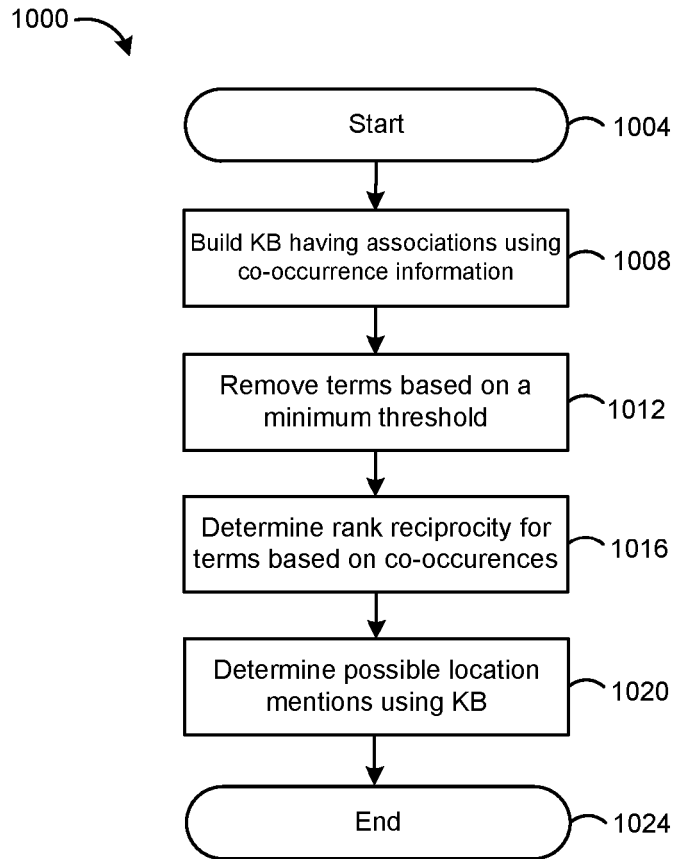 1000
Start
1004
Build KB having associations using
co-occurrence information
1008
Remove terms based on a
minimum threshold
1012
Determine rank reciprocity for
terms based on co-occurences
1016
Determine possible location
mentions using KB
1020
End
1024